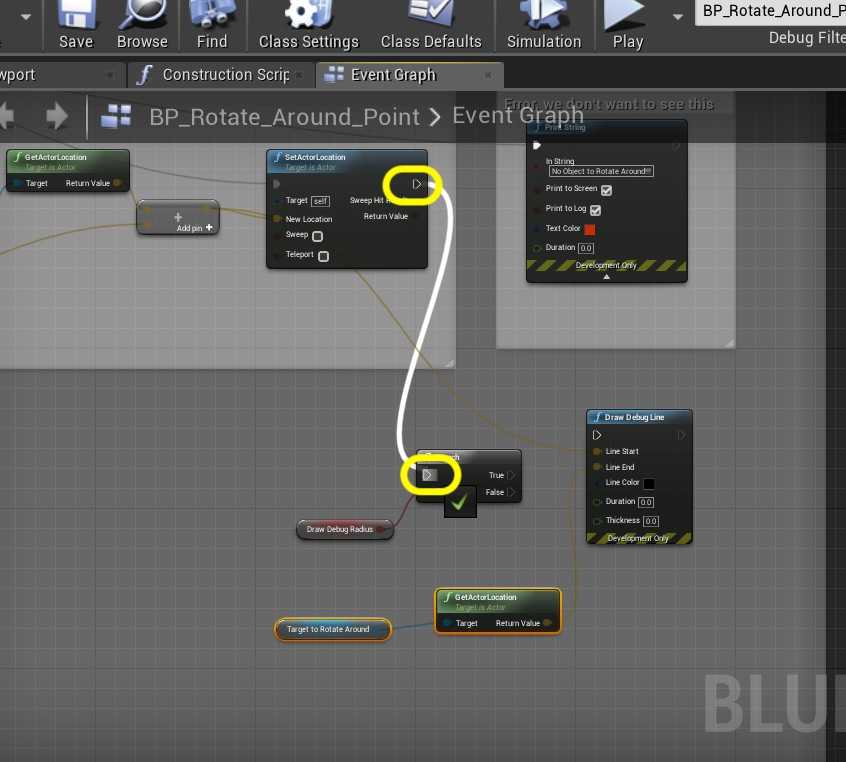 BP_Rotate_Around_P
Save
Browse
Find
Class Settings
Class Defaults
Simulation
Play
Debug Filte
wport
Construction Scrip
Event Graph
BP_Rotate_Around_Point > Event Graph
Error, we don't want to see this
GetActorLocation
Target is Actor
Target
Return Value
Add pin +
SetActorLocation
Target is Actor
Target
self
Sweep Hit R
New Location
Return Value
Sweep
Teleport
Print String
In String
No Object to Rotate Around!!!
Print to Screen
Print to Log
Text Color
Duration
0.0
Development Only
Draw Debug Line
Line Start
Line End
Line Color
Duration
0.0
Thickness
0.0
Development Only
True
False
Draw Debug Radius
GetActorLocation
Target is Actor
Target
Return Value
Target to Rotate Around
BLU